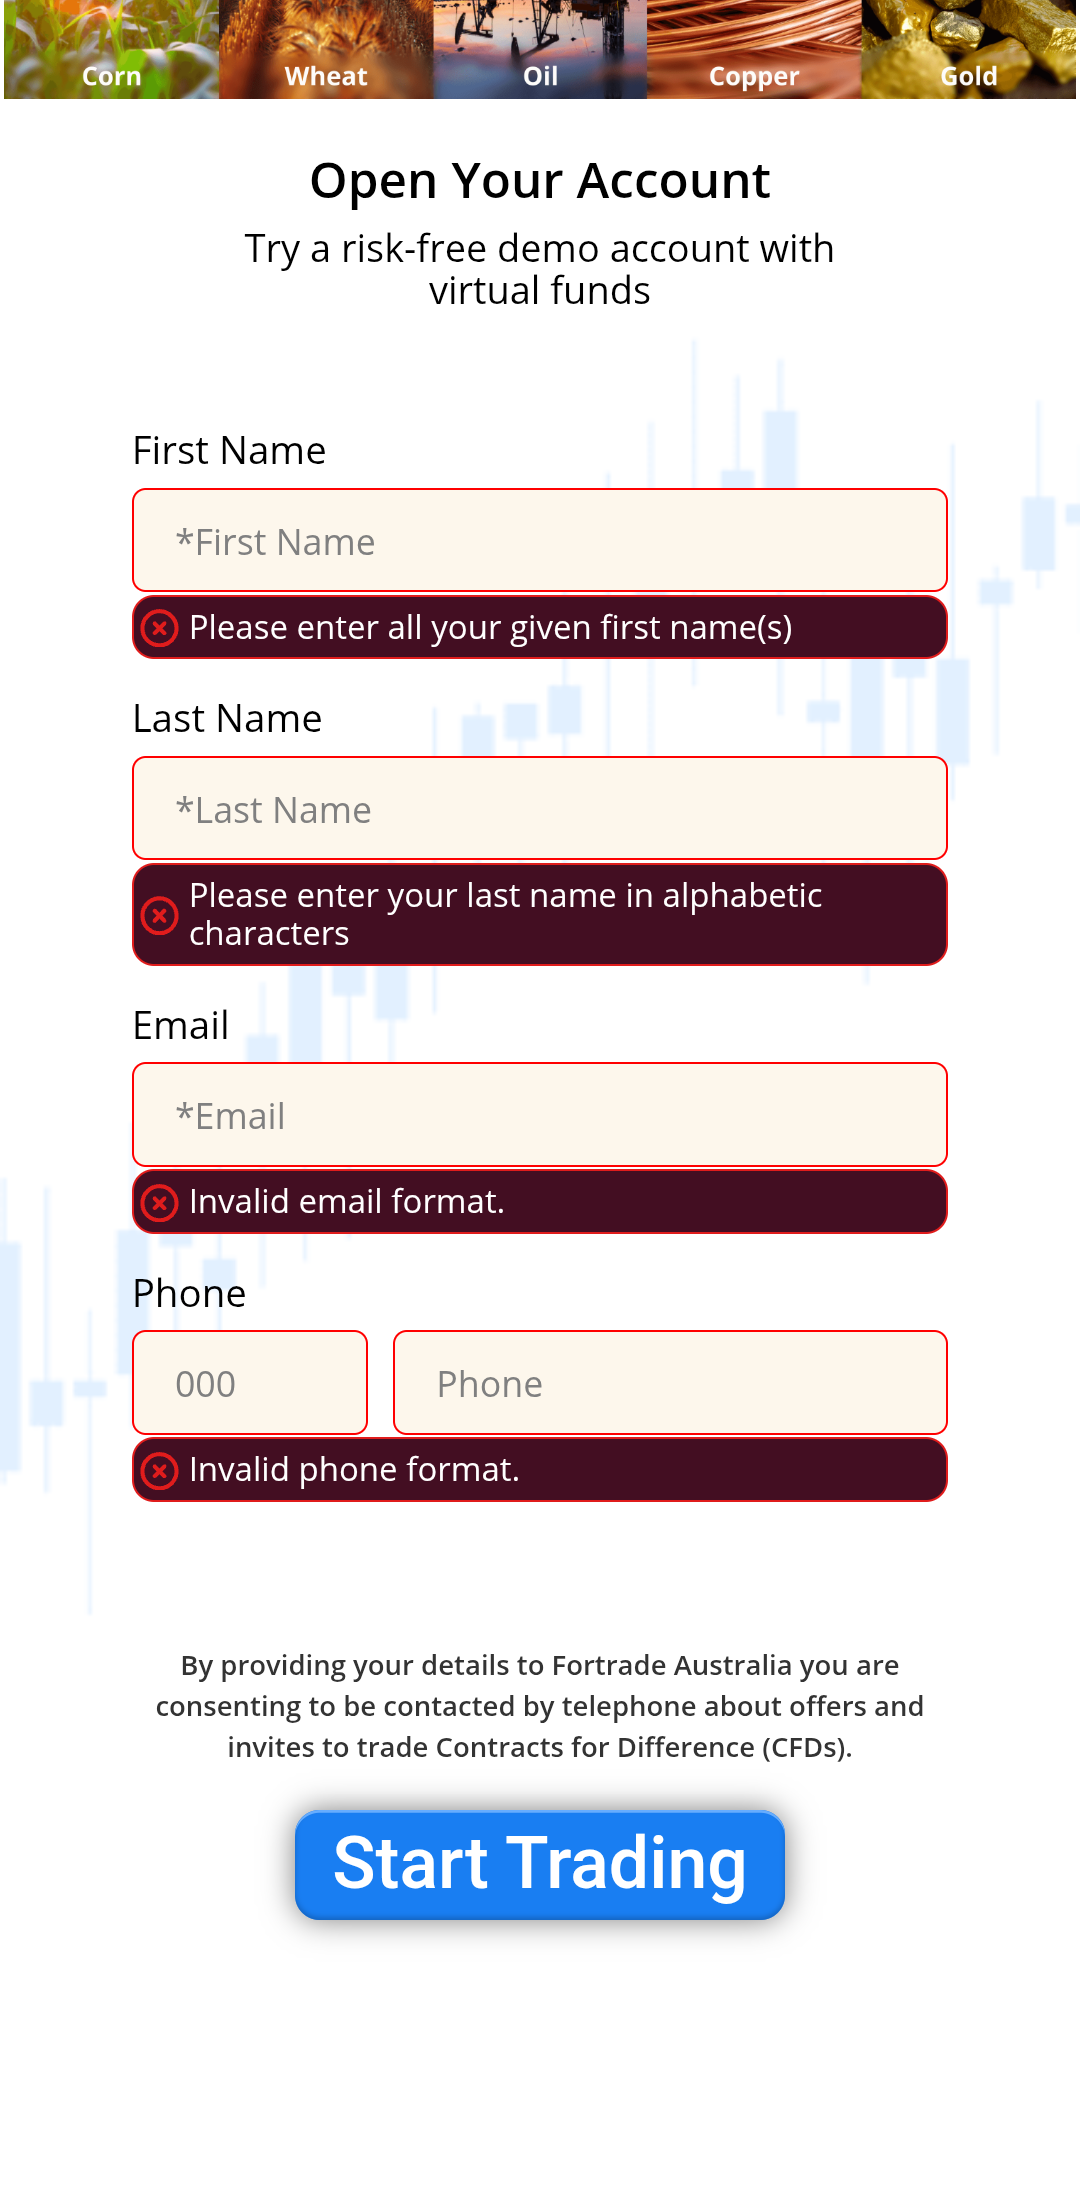 Corn Wheat Oil Copper Gold
Open Your Account
Try a risk-free demo account with
virtual funds
First Name
*First Name
Please enter all your given first name(s)
Last Name
*Last Name
Please enter your last name in alphabetic
characters
Email
*Email
Invalid email format.
Phone
000 Phone
Invalid phone format.
By providing your details to Fortrade Australia you are
consenting to be contacted by telephone about offers and
invites to trade Contracts for Difference (CFDs).
Start Trading